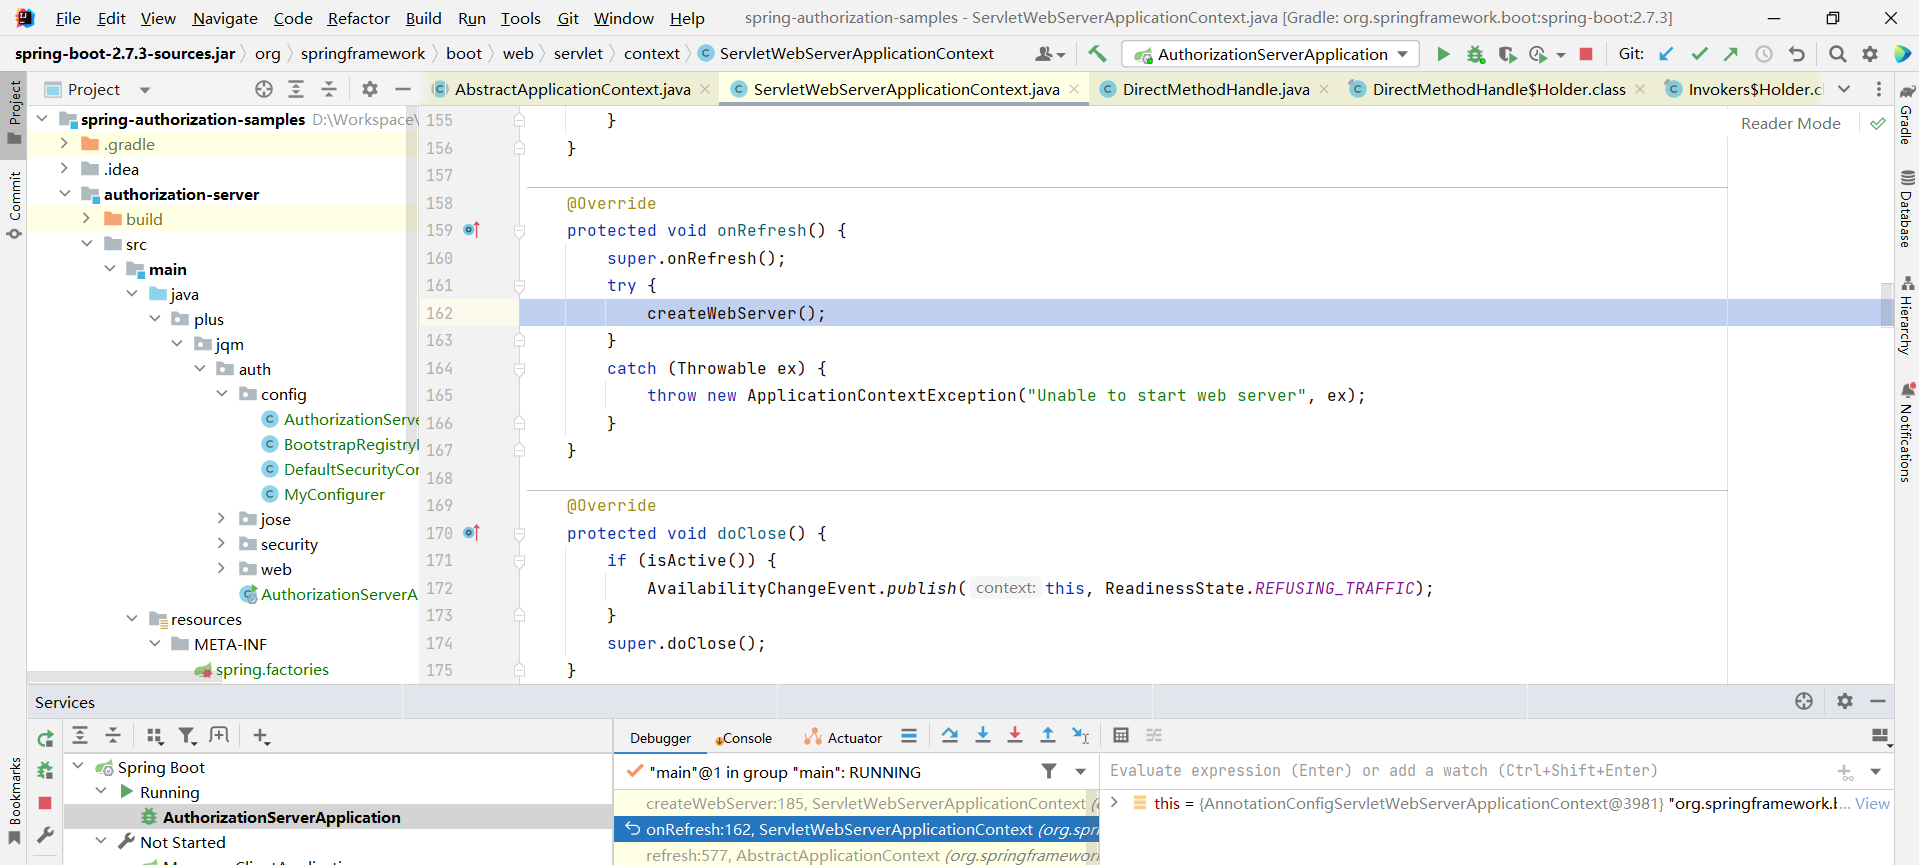 File Edit View Navigate Code Refactor Build Run Tools Git Window Help spring-authorization-samples - ServletWebServerApplicationContext.java [Gradle: org.springframework.boot:spring-boot:2.7.3]
spring-boot-2.7.3-sources.jar org springframework boot web servlet context ServletWebServerApplicationContext AuthorizationServerApplication Git:
Project
AbstractApplicationContext.java ServletWebServerApplicationContext.java DirectMethodHandle.java DirectMethodHandle$Holder.class Invokers$Holder.cl
Project
Commit
Bookmarks
spring-authorization-samples D:\Workspace\
.gradle
.idea
authorization-server
build
src
main
java
plus
jqm
auth
config
AuthorizationServe
BootstrapRegistryI
DefaultSecurityCon
MyConfigurer
jose
security
web
AuthorizationServerA
resources
META-INF
spring.factories
Reader Mode
155 }
156 }
157
158 @Override
159 protected void onRefresh() {
160 super.onRefresh();
161 try {
162 createWebServer();
163 }
164 catch (Throwable ex) {
165 throw new ApplicationContextException("Unable to start web server", ex);
166 }
167 }
168
169 @Override
170 protected void doClose() {
171 if (isActive()) {
172 AvailabilityChangeEvent.publish( context: this, ReadinessState.REFUSING_TRAFFIC);
173 }
174 super.doClose();
175 }
Gradle
Database
Hierarchy
Notifications
Services
Spring Boot
Running
AuthorizationServerApplication
Not Started
Debugger Console Actuator
"main"@1 in group "main": RUNNING
createWebServer:185, ServletWebServerApplicationContext (o
onRefresh:162, ServletWebServerApplicationContext (org.spri
refresh:577, AbstractApplicationContext (org.springframework
Evaluate expression (Enter) or add a watch (Ctrl+Shift+Enter)
this = {AnnotationConfigServletWebServerApplicationContext@3981} "org.springframework.b... View